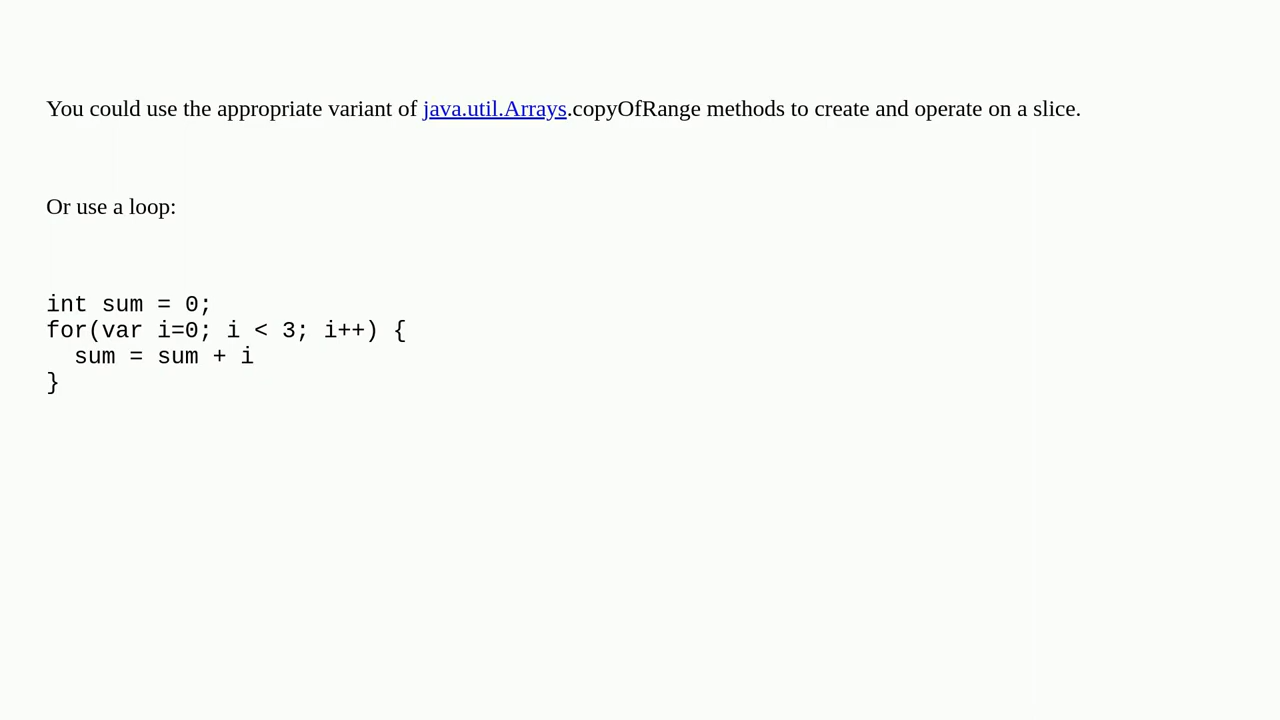 You could use the appropriate variant of java.util.Arrays.copyOfRange methods to create and operate on a slice.
Or use a loop:
int sum = 0;
for(var i=0; i < 3; i++) {
  sum = sum + i
}